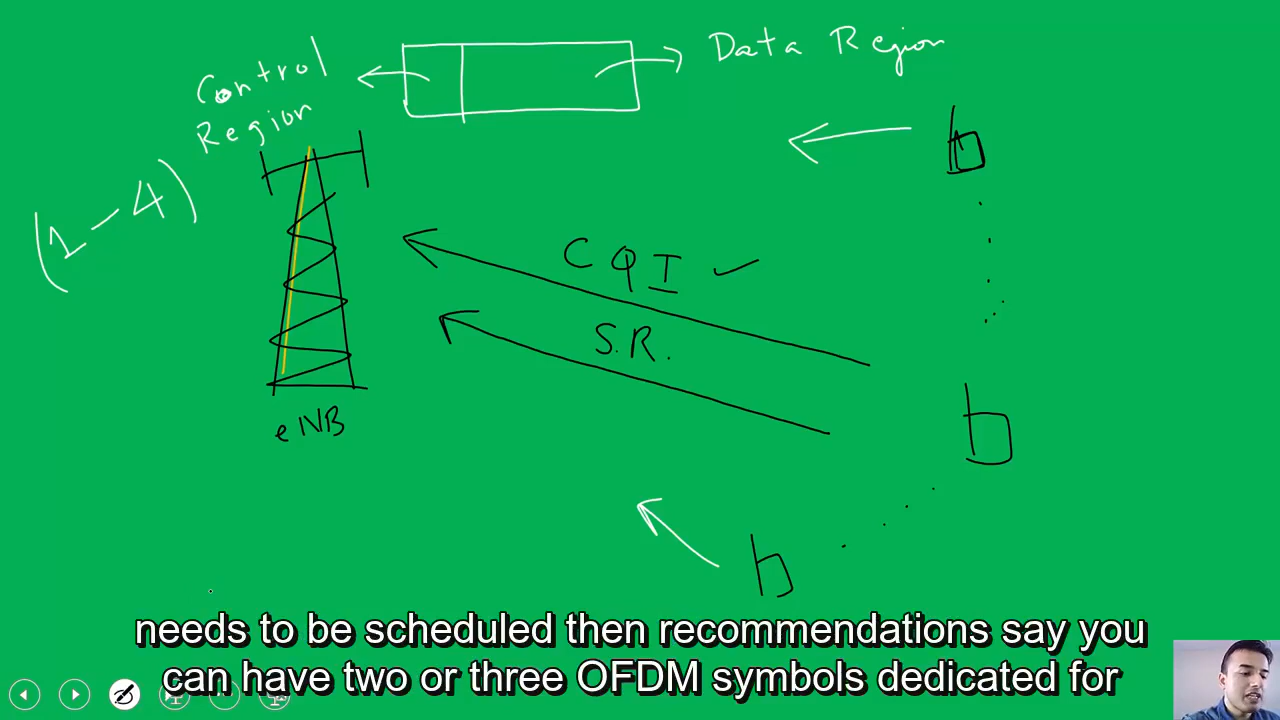 Data Region
Control
Region
(1-4)
CQI
S.R.
eNB
needs to be scheduled then recommendations say you
can have two or three OFDM symbols dedicated for